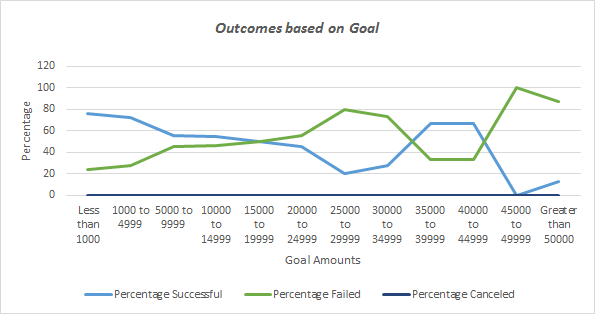 Outcomes based on Goal
120
100
80
60
40
20
0
Percentage
Less than 1000
1000 to 4999
5000 to 9999
10000 to 14999
15000 to 19999
20000 to 24999
25000 to 29999
30000 to 34999
35000 to 39999
40000 to 44999
45000 to 49999
Greater than 50000
Goal Amounts
Percentage Successful Percentage Failed Percentage Canceled